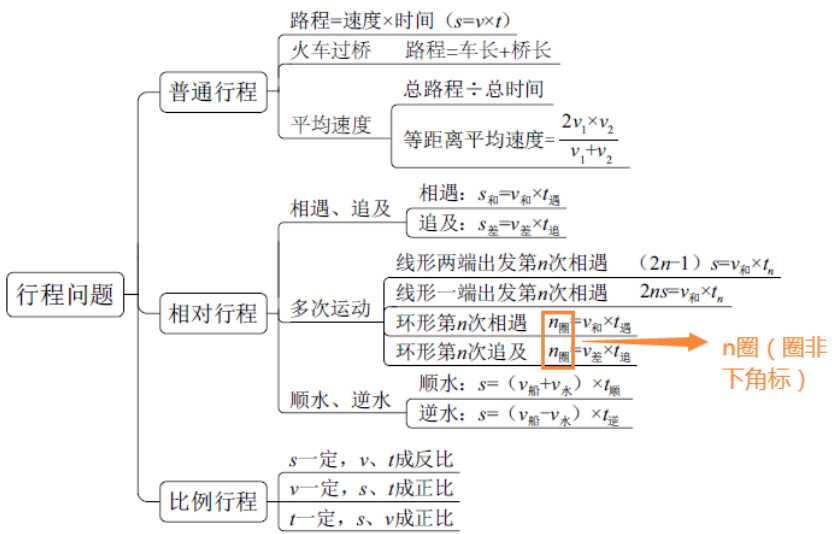 路程=速度×时间（s=v×t）
火车过桥 路程=车长+桥长
普通行程
总路程÷总时间
平均速度
等距离平均速度=2v₁×v₂/v₁+v₂
相遇：s和=v和×t遇
相遇、追及
追及：s差=v差×t追
线形两端出发第n次相遇 （2n-1）s=v和×tₙ
行程问题
线形一端出发第n次相遇 2ns=v和×tₙ
相对行程
多次运动
环形第n次相遇 n圈=v和×t遇
环形第n次追及 n圈=v差×t追
n圈（圈非
下角标）
顺水：s=（v船+v水）×t顺
顺水、逆水
逆水：s=（v船-v水）×t逆
s一定，v、t成反比
比例行程
v一定，s、t成正比
t一定，s、v成正比